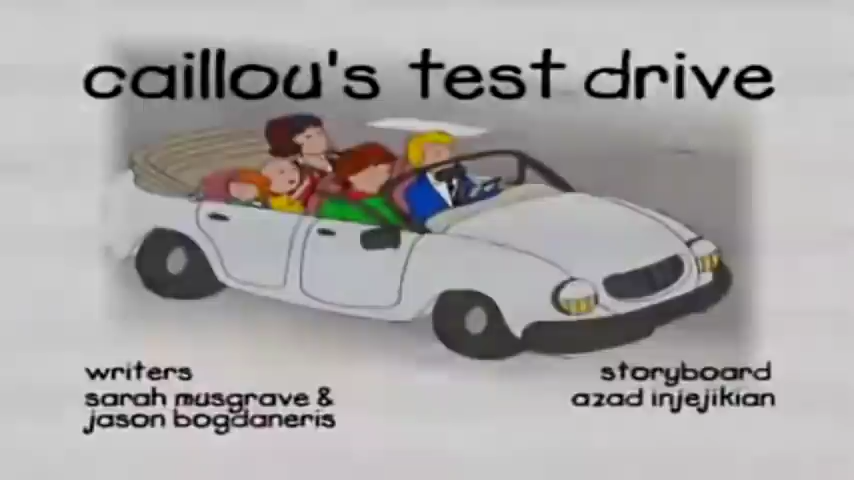 caillou's test drive
writers
sarah musgrave &
jason bogdaneris
storyboard
azad injejikian